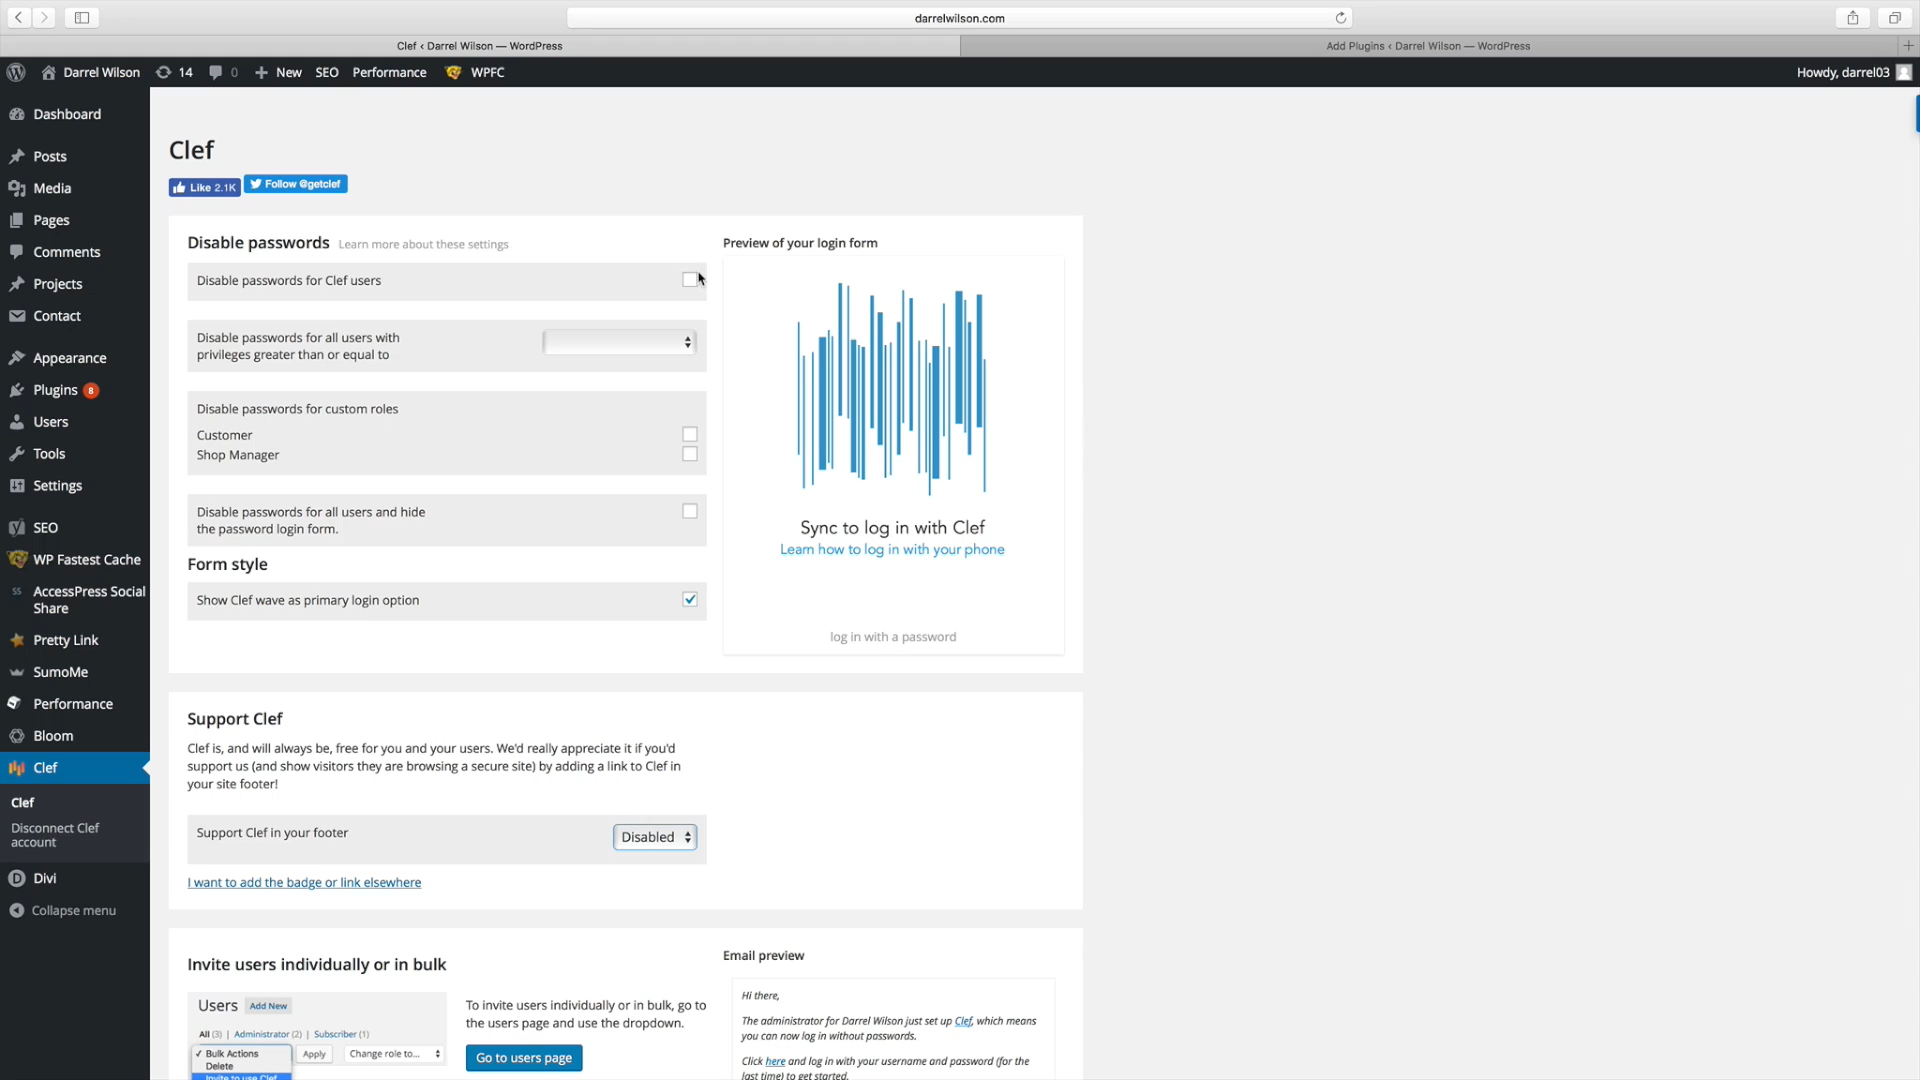 darrelwilson.com
Clef ‹ Darrel Wilson — WordPress
Add Plugins ‹ Darrel Wilson — WordPress
Darrel Wilson 14 0 New SEO Performance WPFC Howdy, darrel03
Dashboard
Posts
Media
Pages
Comments
Projects
Contact
Appearance
Plugins 8
Users
Tools
Settings
SEO
WP Fastest Cache
AccessPress Social
Share
Pretty Link
SumoMe
Performance
Bloom
Clef
Clef
Disconnect Clef
account
Divi
Collapse menu
Clef
Like 2.1K Follow @getclef
Disable passwords Learn more about these settings
Disable passwords for Clef users
Disable passwords for all users with
privileges greater than or equal to
Disable passwords for custom roles
Customer
Shop Manager
Disable passwords for all users and hide
the password login form.
Form style
Show Clef wave as primary login option
Preview of your login form
Sync to log in with Clef
Learn how to log in with your phone
log in with a password
Support Clef
Clef is, and will always be, free for you and your users. We'd really appreciate it if you'd
support us (and show visitors they are browsing a secure site) by adding a link to Clef in
your site footer!
Support Clef in your footer Disabled
I want to add the badge or link elsewhere
Invite users individually or in bulk
Users Add New
All (3) | Administrator (2) | Subscriber (1)
Bulk Actions Apply Change role to...
Delete
Invite to use Clef
To invite users individually or in bulk, go to
the users page and use the dropdown.
Go to users page
Email preview
Hi there,
The administrator for Darrel Wilson just set up Clef, which means
you can now log in without passwords.
Click here and log in with your username and password (for the
last time) to get started.